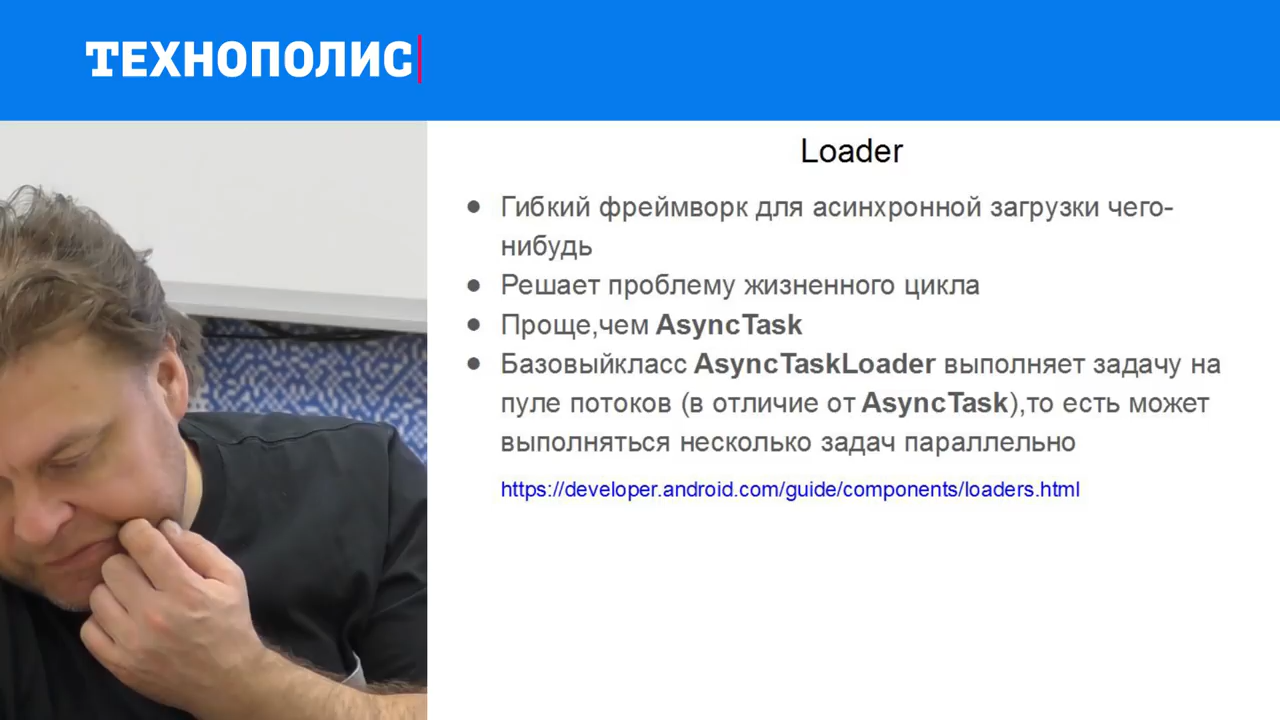 ТЕХНОПОЛИС
Loader
● Гибкий фреймворк для асинхронной загрузки чего-
нибудь
● Решает проблему жизненного цикла
● Проще,чем AsyncTask
● Базовыйкласс AsyncTaskLoader выполняет задачу на
пуле потоков (в отличие от AsyncTask),то есть может
выполняться несколько задач параллельно
https://developer.android.com/guide/components/loaders.html